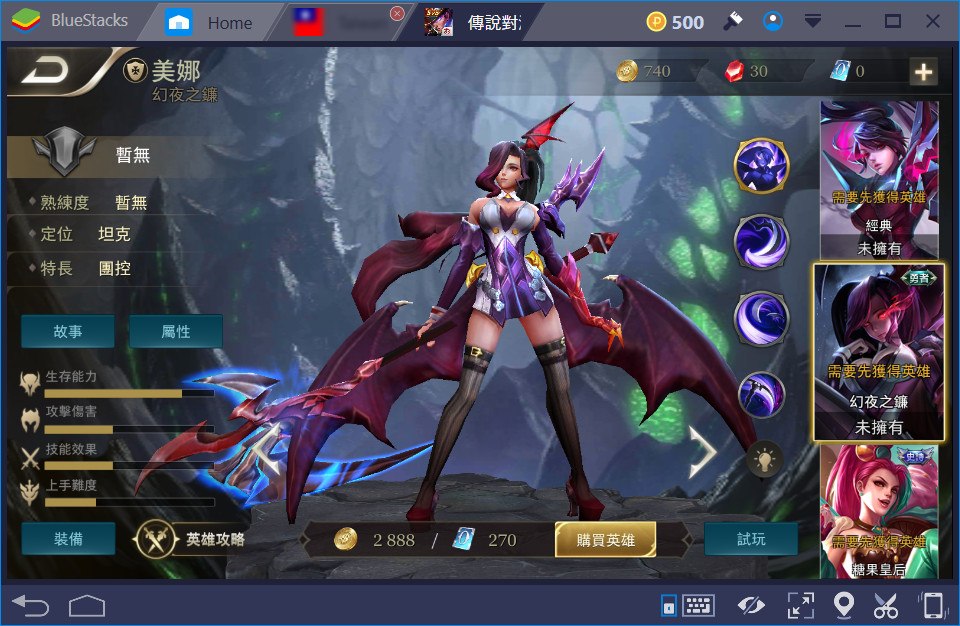 BlueStacks
Home
傳說對
500
美娜
幻夜之鐮
740
30
0
暫無
熟練度 暫無
定位 坦克
特長 團控
故事
屬性
生存能力
攻擊傷害
技能效果
上手難度
裝備
英雄攻略
2 888 / 270
購買英雄
試玩
需要先獲得英雄
經典
未擁有
勇者
需要先獲得英雄
幻夜之鐮
未擁有
史詩
需要先獲得英雄
糖果皇后